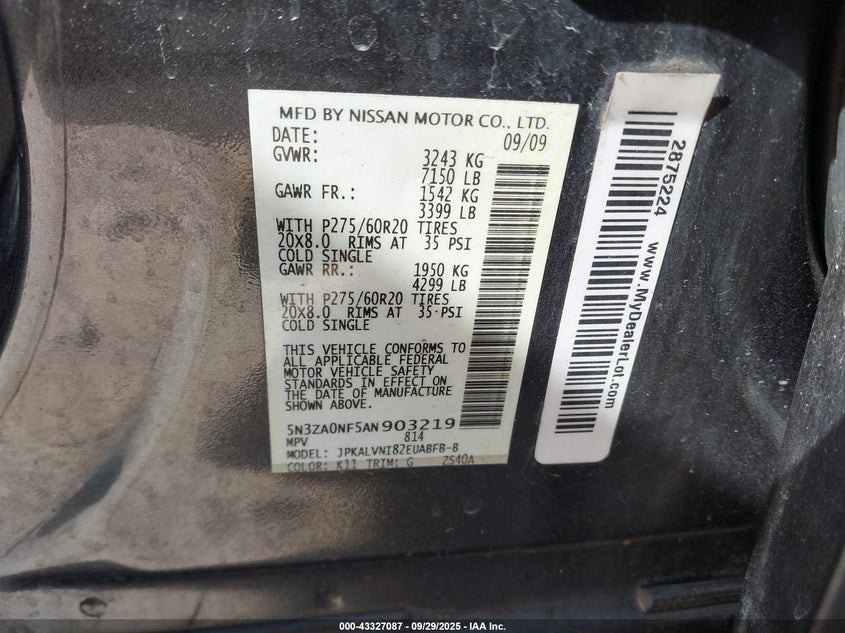 MFD BY NISSAN MOTOR CO., LTD.
DATE: 09/09
GVWR: 3243 KG
7150 LB
GAWR FR.: 1542 KG
3399 LB
WITH P275/60R20 TIRES
20X8.0 RIMS AT 35 PSI
COLD SINGLE
GAWR RR.: 1950 KG
4299 LB
WITH P275/60R20 TIRES
20X8.0 RIMS AT 35 PSI
COLD SINGLE
THIS VEHICLE CONFORMS TO
ALL APPLICABLE FEDERAL
MOTOR VEHICLE SAFETY
STANDARDS IN EFFECT ON
THE DATE OF MANUFACTURE
SHOWN ABOVE.
5N3ZA0NF5AN903219
MPV 814
MODEL: JPKALVNI82EUABFB-B
COLOR: K11 TRIM: G ZS40A
2875224
www.MyDealerLot.com
000-43327087 - 09/29/2025 - IAA Inc.